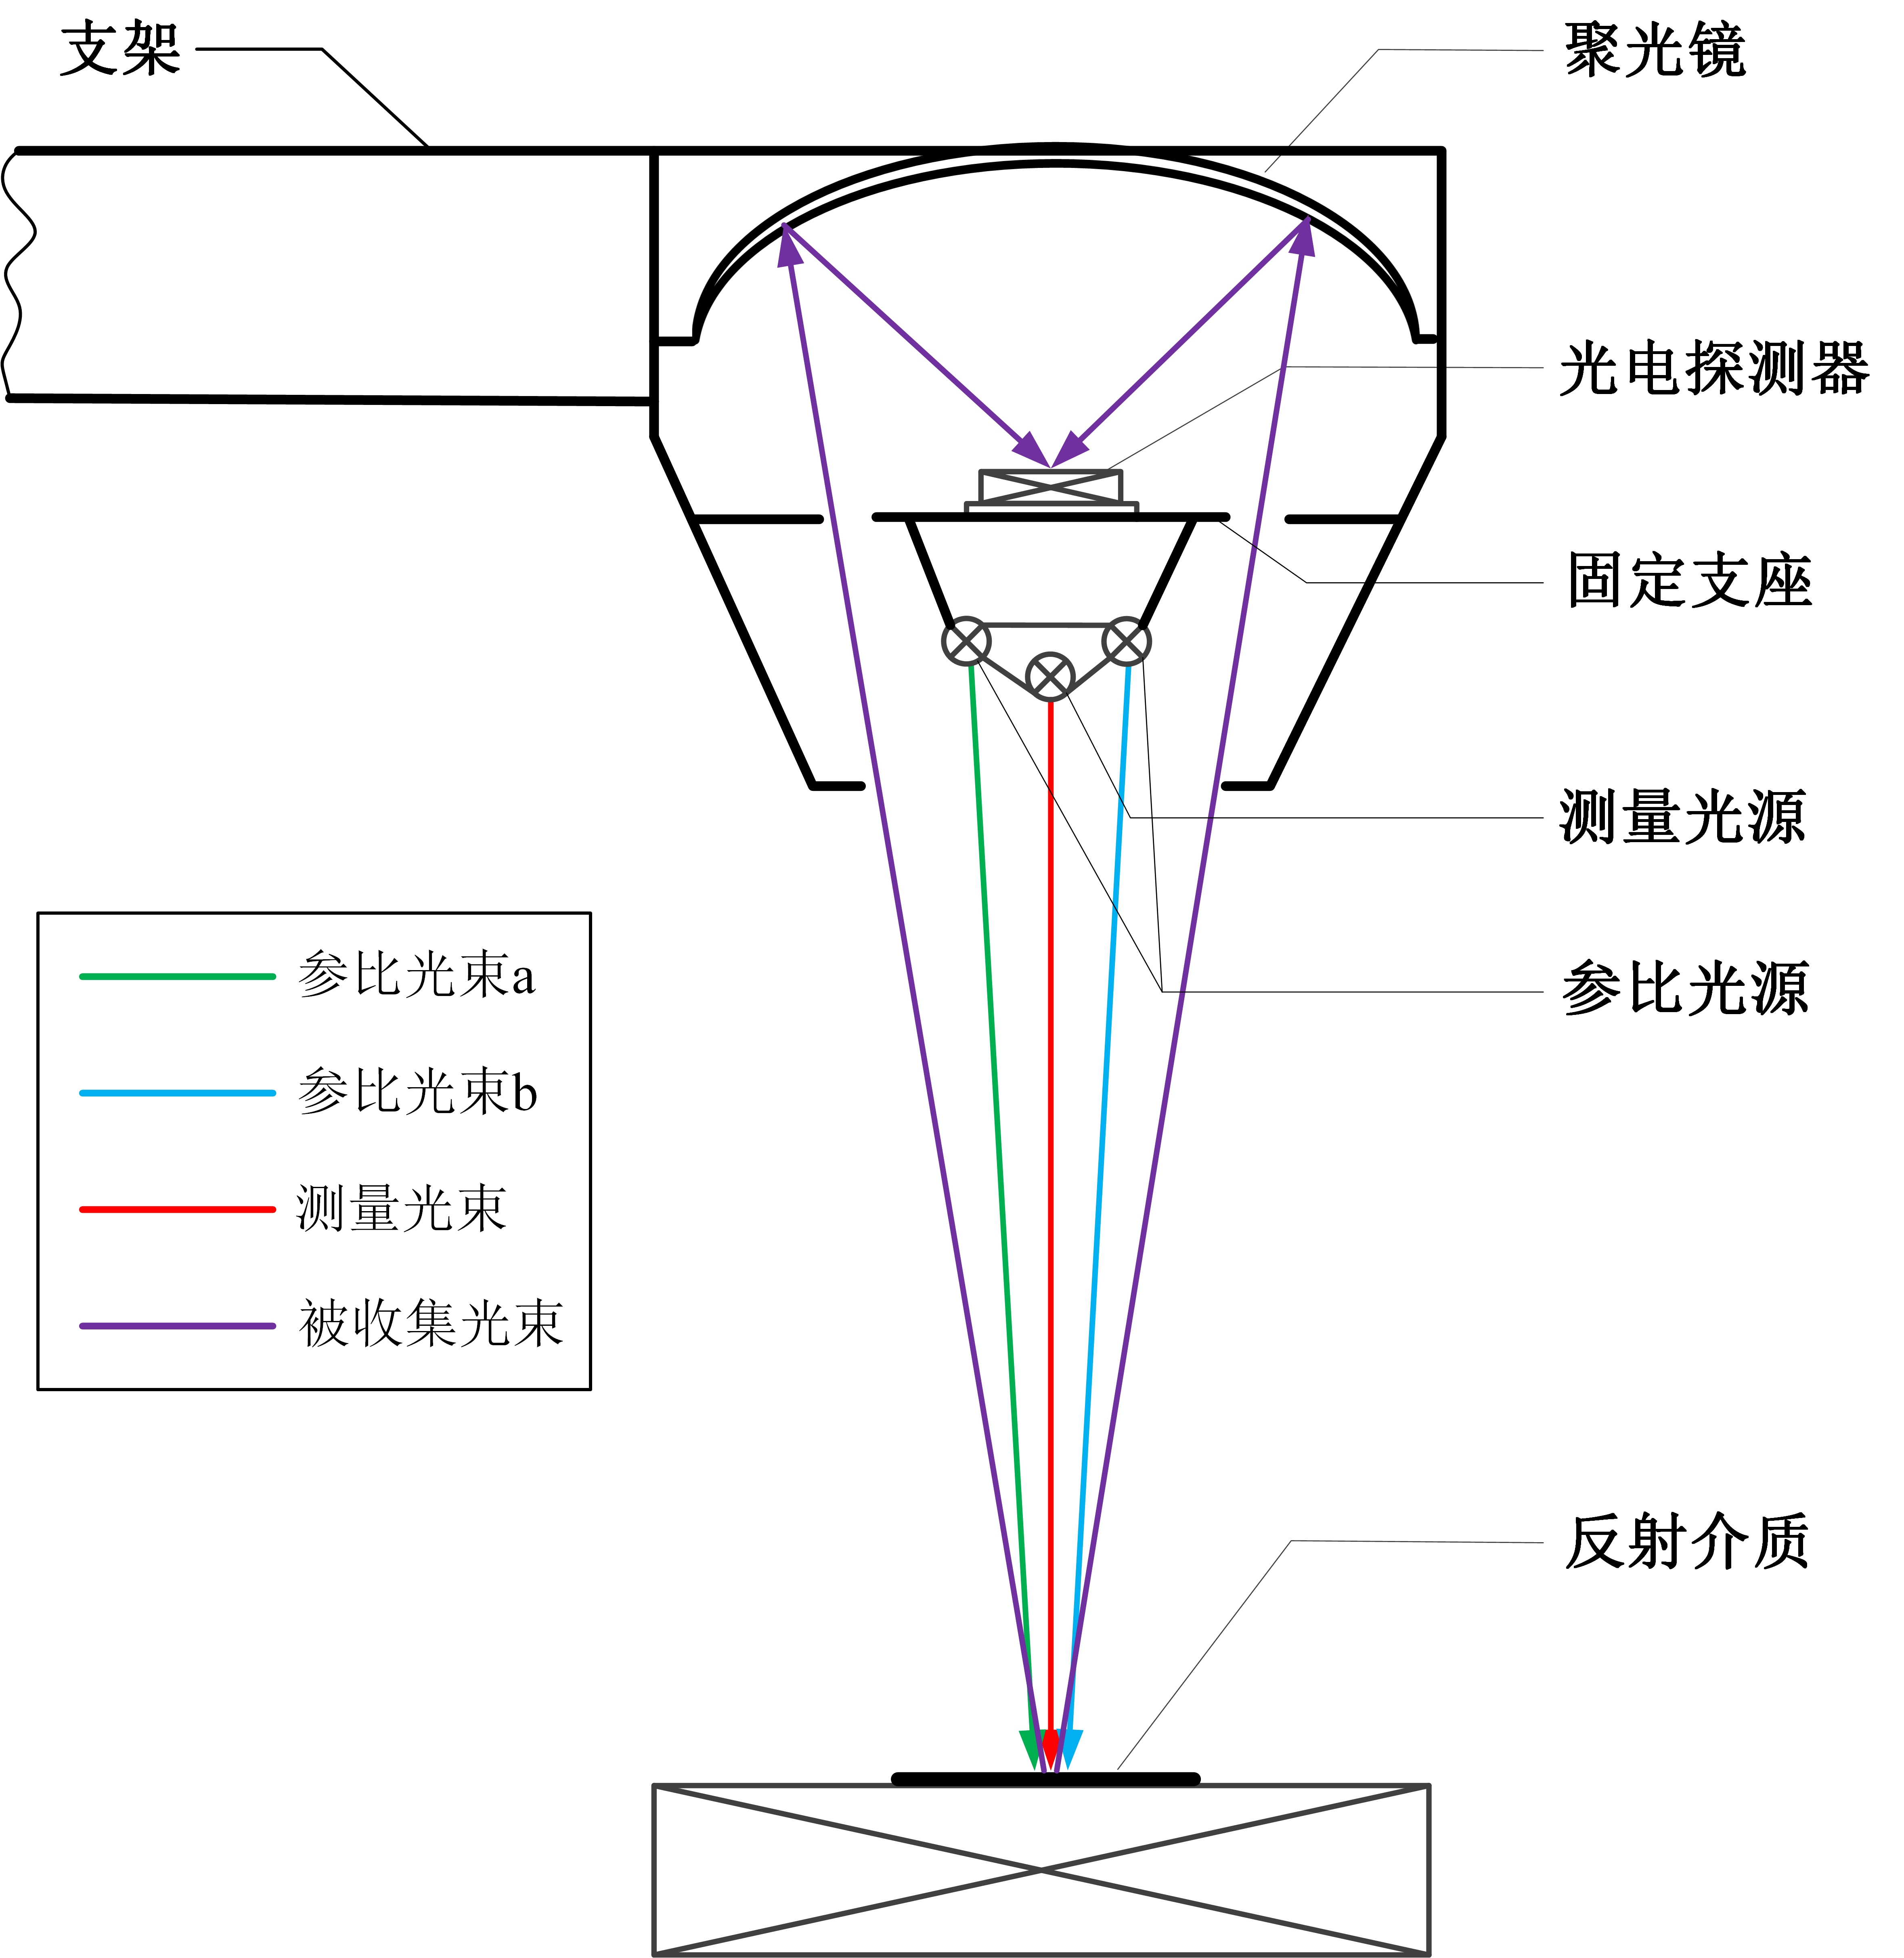 支架
聚光镜
光电探测器
固定支座
测量光源
参比光源
参比光束a
参比光束b
测量光束
被收集光束
反射介质